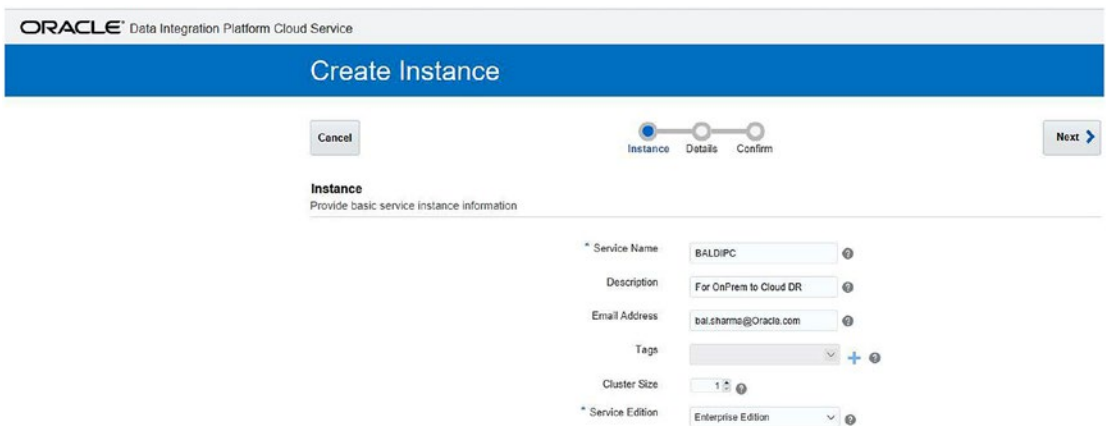 ORACLE® Data Integration Platform Cloud Service
Create Instance
Cancel
Instance Details Confirm
Next
Instance
Provide basic service instance information
* Service Name BALDIPC
Description For OnPrem to Cloud DR
Email Address bal.sharma@Oracle.com
Tags
Cluster Size 1
* Service Edition Enterprise Edition